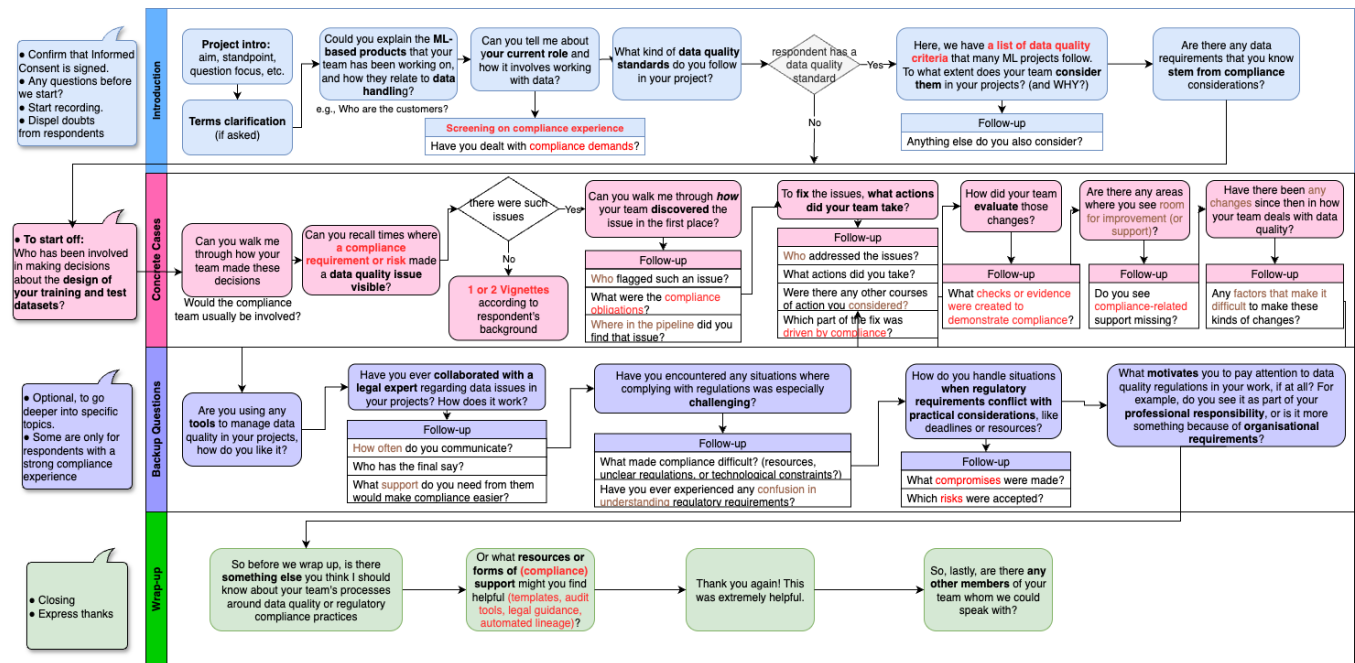 ● Confirm that Informed
Consent is signed.
● Any questions before
we start?
● Start recording.
● Dispel doubts
from respondents
Introduction
Project intro:
aim, standpoint,
question focus, etc.
Terms clarification
(if asked)
Could you explain the ML-
based products that your
team has been working on,
and how they relate to data
handling?
e.g., Who are the customers?
Can you tell me about
your current role and
how it involves working
with data?
Screening on compliance experience
Have you dealt with compliance demands?
What kind of data quality
standards do you follow
in your project?
respondent has a
data quality
standard
Yes
No
Here, we have a list of data quality
criteria that many ML projects follow.
To what extent does your team consider
them in your projects? (and WHY?)
Follow-up
Anything else do you also consider?
Are there any data
requirements that you know
stem from compliance
considerations?
● To start off:
Who has been involved
in making decisions
about the design of
your training and test
datasets?
Concrete Cases
Can you walk me
through how your
team made these
decisions
Would the compliance
team usually be involved?
Can you recall times where
a compliance
requirement or risk made
a data quality issue
visible?
there were such
issues
Yes
No
1 or 2 Vignettes
according to
respondent's
background
Can you walk me through how
your team discovered the
issue in the first place?
Follow-up
Who flagged such an issue?
What were the compliance
obligations?
Where in the pipeline did you
find that issue?
To fix the issues, what actions
did your team take?
Follow-up
Who addressed the issues?
What actions did you take?
Were there any other courses
of action you considered?
Which part of the fix was
driven by compliance?
How did your team
evaluate those
changes?
Follow-up
What checks or evidence
were created to
demonstrate compliance?
Are there any areas
where you see room
for improvement (or
support)?
Follow-up
Do you see
compliance-related
support missing?
Have there been any
changes since then in how
your team deals with data
quality?
Follow-up
Any factors that make it
difficult to make these
kinds of changes?
● Optional, to go
deeper into specific
topics.
● Some are only for
respondents with a
strong compliance
experience
Backup Questions
Are you using any
tools to manage data
quality in your projects,
how do you like it?
Have you ever collaborated with a
legal expert regarding data issues in
your projects? How does it work?
Follow-up
How often do you communicate?
Who has the final say?
What support do you need from them
would make compliance easier?
Have you encountered any situations where
complying with regulations was especially
challenging?
Follow-up
What made compliance difficult? (resources,
unclear regulations, or technological constraints?)
Have you ever experienced any confusion in
understanding regulatory requirements?
How do you handle situations
when regulatory
requirements conflict with
practical considerations, like
deadlines or resources?
Follow-up
What compromises were made?
Which risks were accepted?
What motivates you to pay attention to data
quality regulations in your work, if at all? For
example, do you see it as part of your
professional responsibility, or is it more
something because of organisational
requirements?
● Closing
● Express thanks
Wrap-up
So before we wrap up, is there
something else you think I should
know about your team's processes
around data quality or regulatory
compliance practices
Or what resources or
forms of (compliance)
support might you find
helpful (templates, audit
tools, legal guidance,
automated lineage)?
Thank you again! This
was extremely helpful.
So, lastly, are there any
other members of your
team whom we could
speak with?